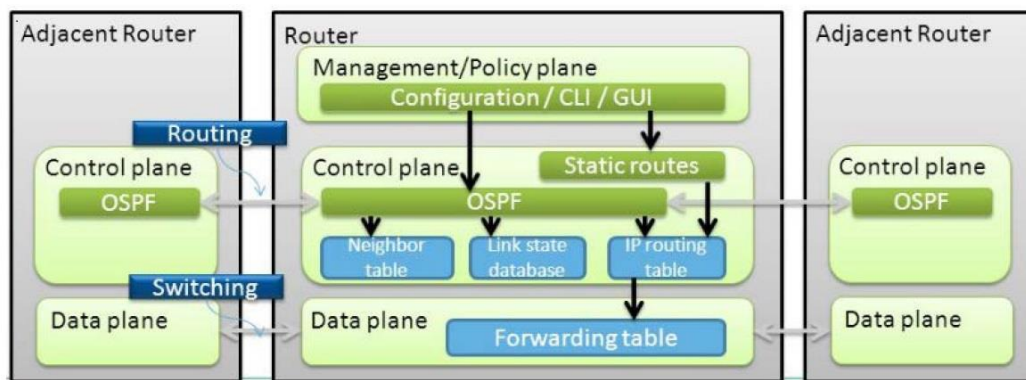 Adjacent Router
Router
Adjacent Router
Management/Policy plane
Configuration / CLI / GUI
Routing
Control plane
OSPF
Control plane
Static routes
OSPF
Neighbor
table
Link state
database
IP routing
table
Control plane
OSPF
Switching
Data plane
Data plane
Forwarding table
Data plane